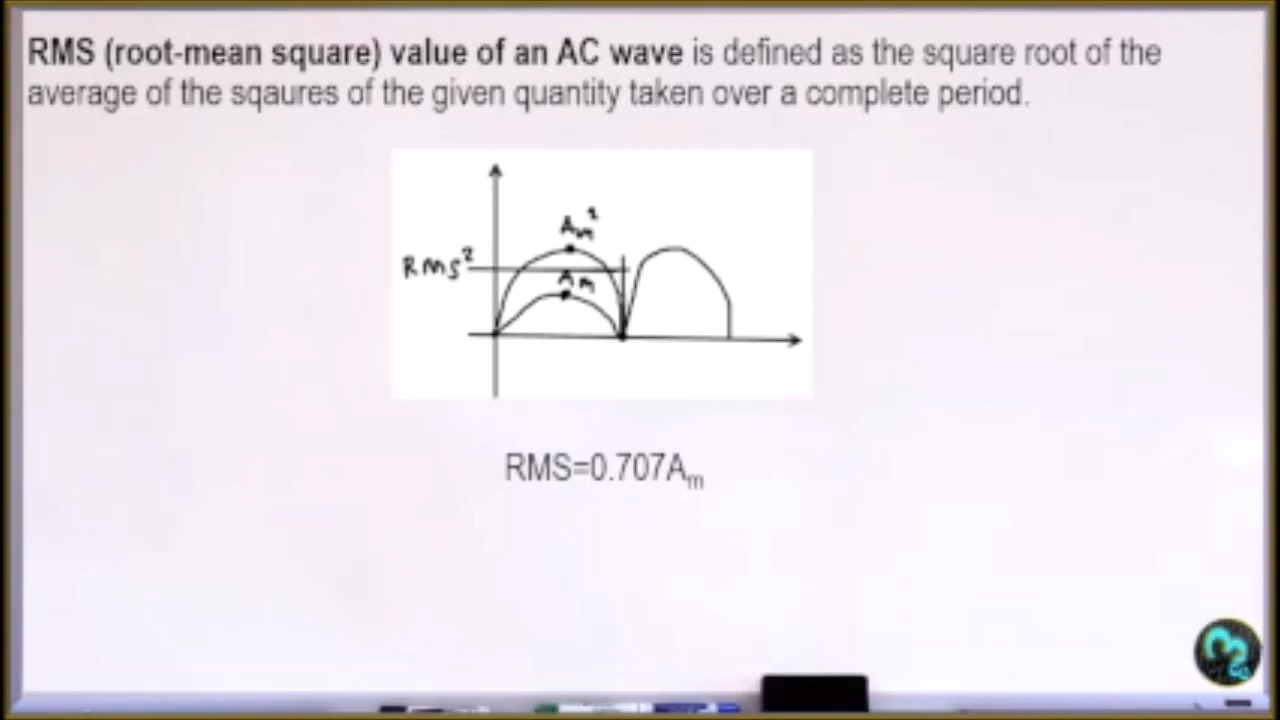 RMS (root-mean square) value of an AC wave is defined as the square root of the
average of the sqaures of the given quantity taken over a complete period.
Am²
Rms²
Am
RMS=0.707Am